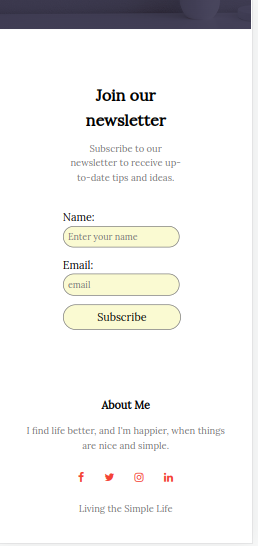 Join our
newsletter
Subscribe to our
newsletter to receive up-
to-date tips and ideas.
Name:
Enter your name
Email:
email
Subscribe
About Me
I find life better, and I'm happier, when things
are nice and simple.
Living the Simple Life